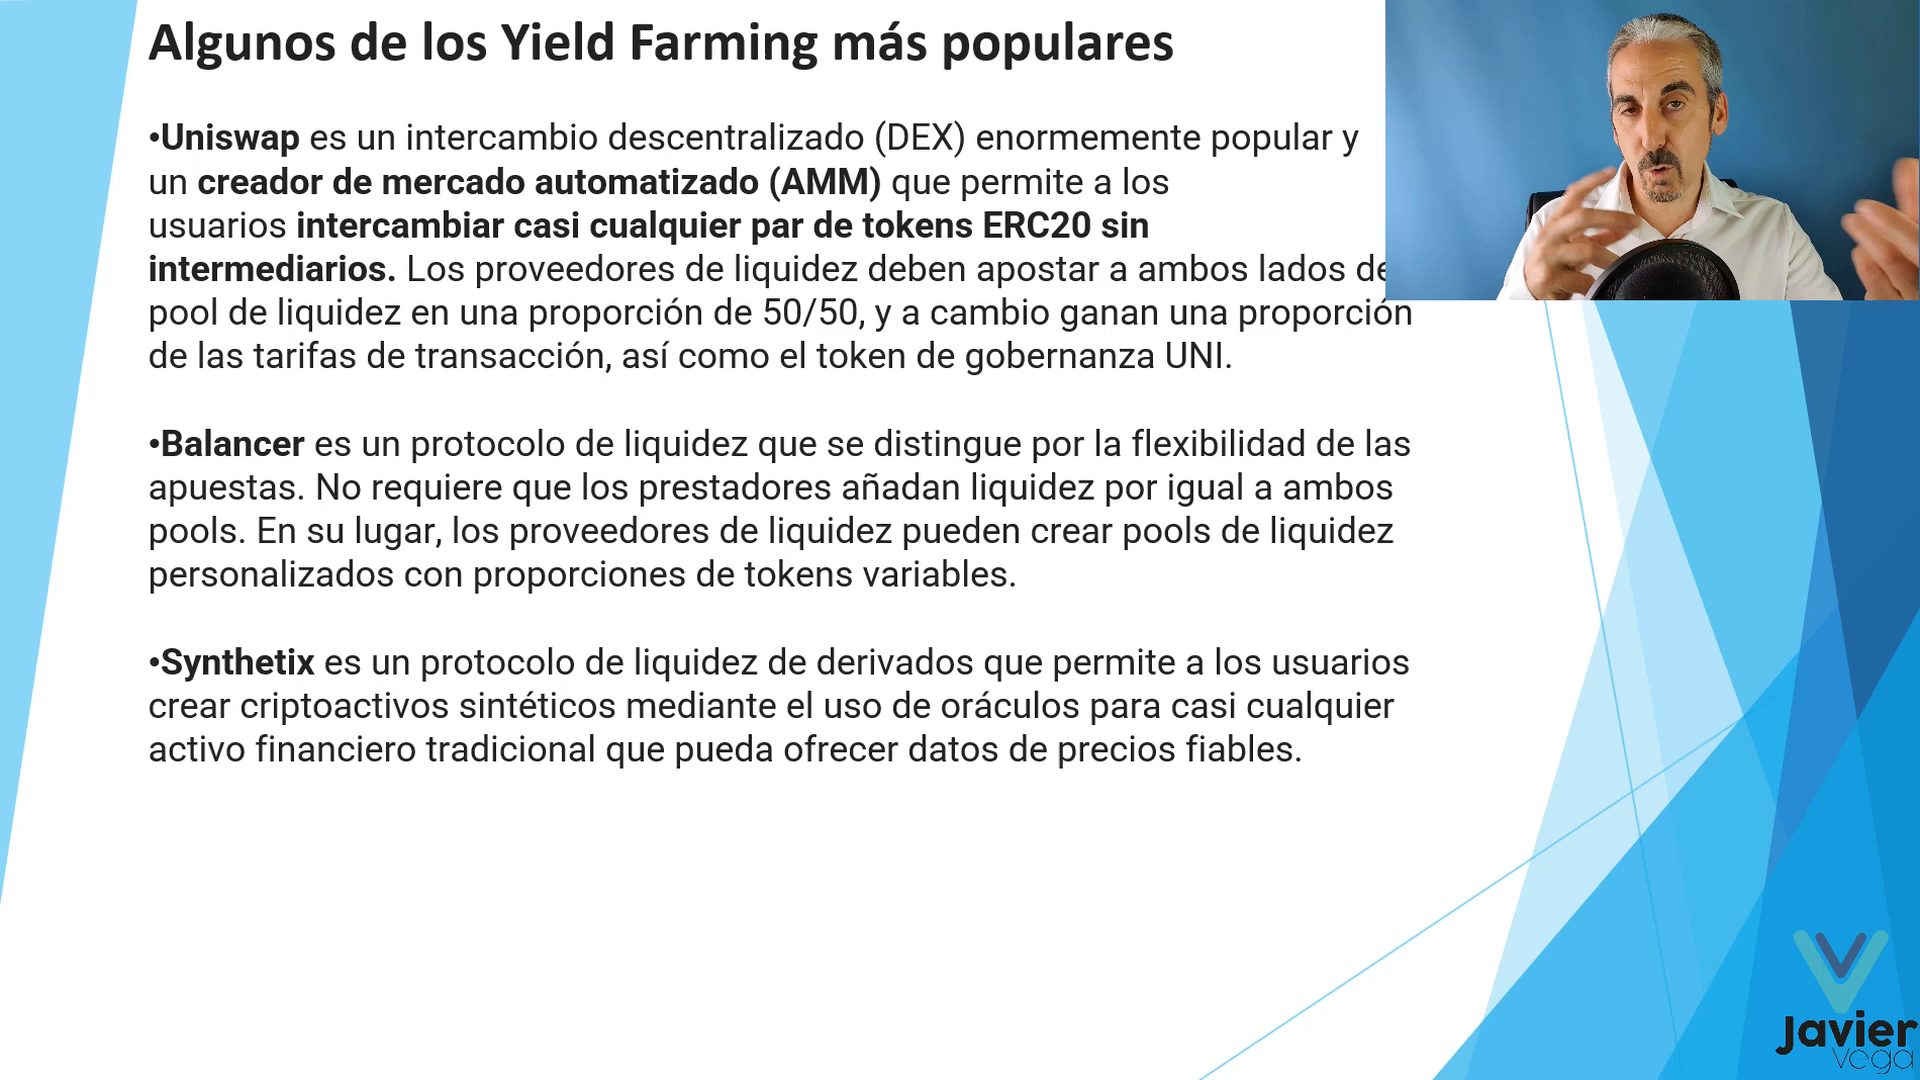 Algunos de los Yield Farming más populares
•Uniswap es un intercambio descentralizado (DEX) enormemente popular y
un creador de mercado automatizado (AMM) que permite a los
usuarios intercambiar casi cualquier par de tokens ERC20 sin
intermediarios. Los proveedores de liquidez deben apostar a ambos lados de
pool de liquidez en una proporción de 50/50, y a cambio ganan una proporción
de las tarifas de transacción, así como el token de gobernanza UNI.
•Balancer es un protocolo de liquidez que se distingue por la flexibilidad de las
apuestas. No requiere que los prestadores añadan liquidez por igual a ambos
pools. En su lugar, los proveedores de liquidez pueden crear pools de liquidez
personalizados con proporciones de tokens variables.
•Synthetix es un protocolo de liquidez de derivados que permite a los usuarios
crear criptoactivos sintéticos mediante el uso de oráculos para casi cualquier
activo financiero tradicional que pueda ofrecer datos de precios fiables.
Javier
Vega